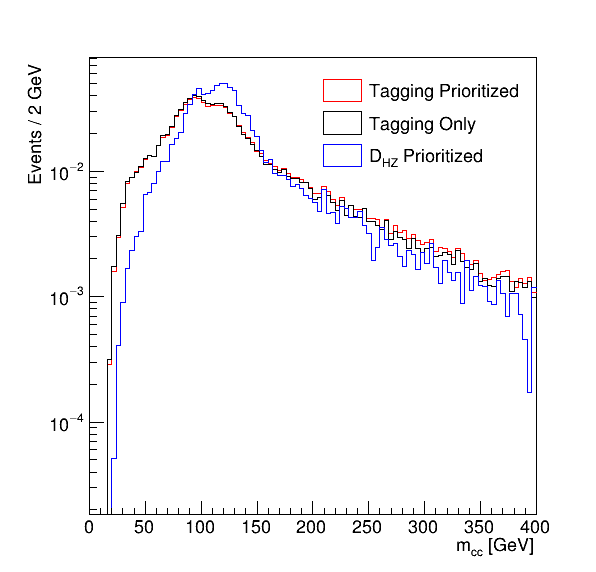 Events / 2 GeV
Tagging Prioritized
Tagging Only
D_HZ Prioritized
10^−2
10^−3
10^−4
0 50 100 150 200 250 300 350 400
m_cc [GeV]